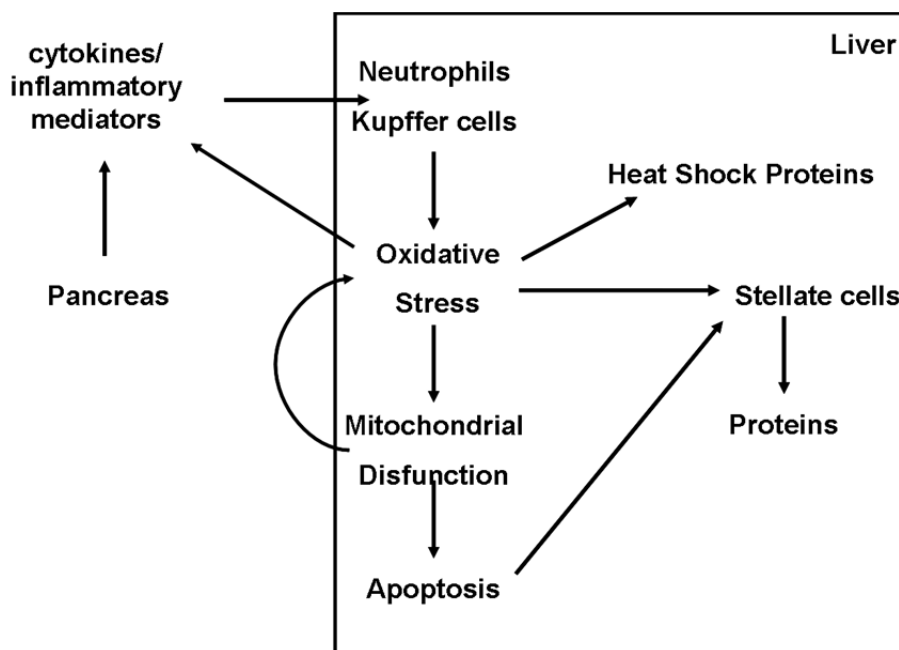 Liver
cytokines/
inflammatory
mediators
Neutrophils
Kupffer cells
Heat Shock Proteins
Oxidative
Stress
Pancreas
Stellate cells
Mitochondrial
Disfunction
Proteins
Apoptosis